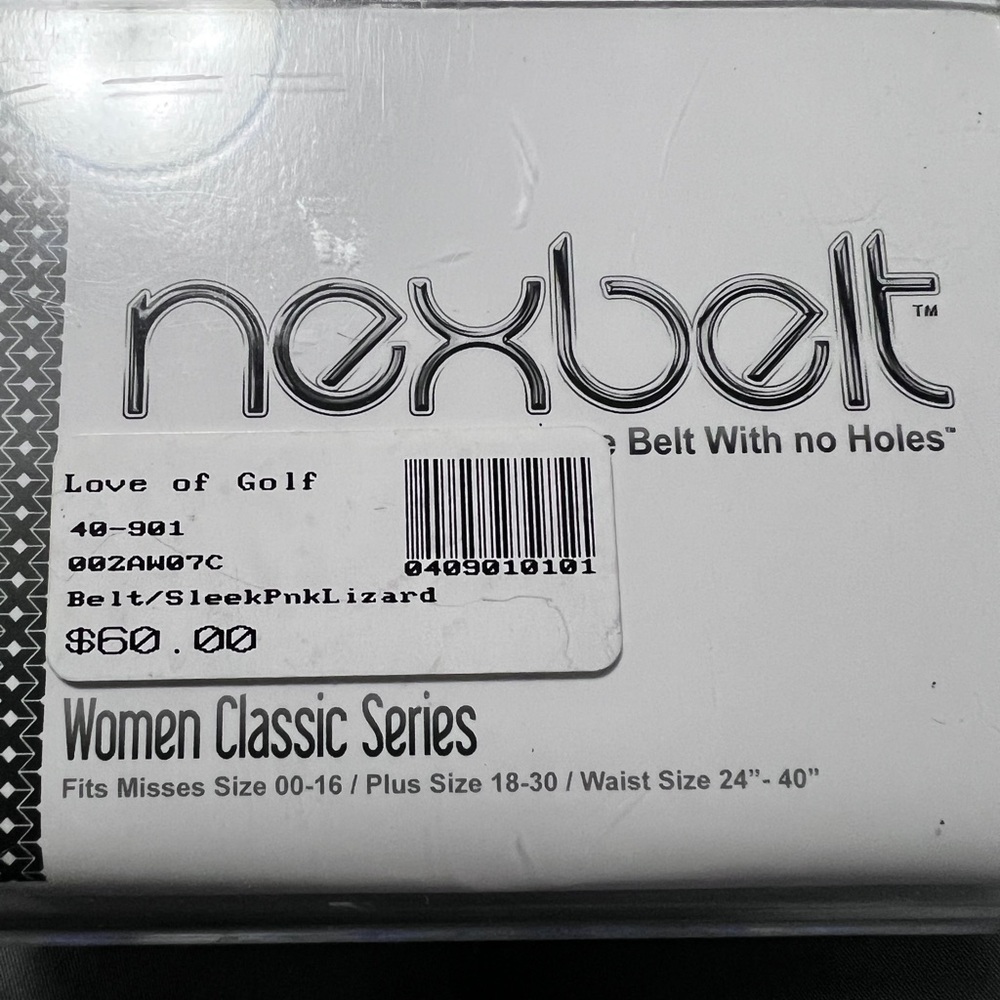 nexbelt™
e Belt With no Holes™
Love of Golf
40-901
002AW07C
0409010101
Belt/SleekPnkLizard
$60.00
Women Classic Series
Fits Misses Size 00-16 / Plus Size 18-30 / Waist Size 24”- 40”